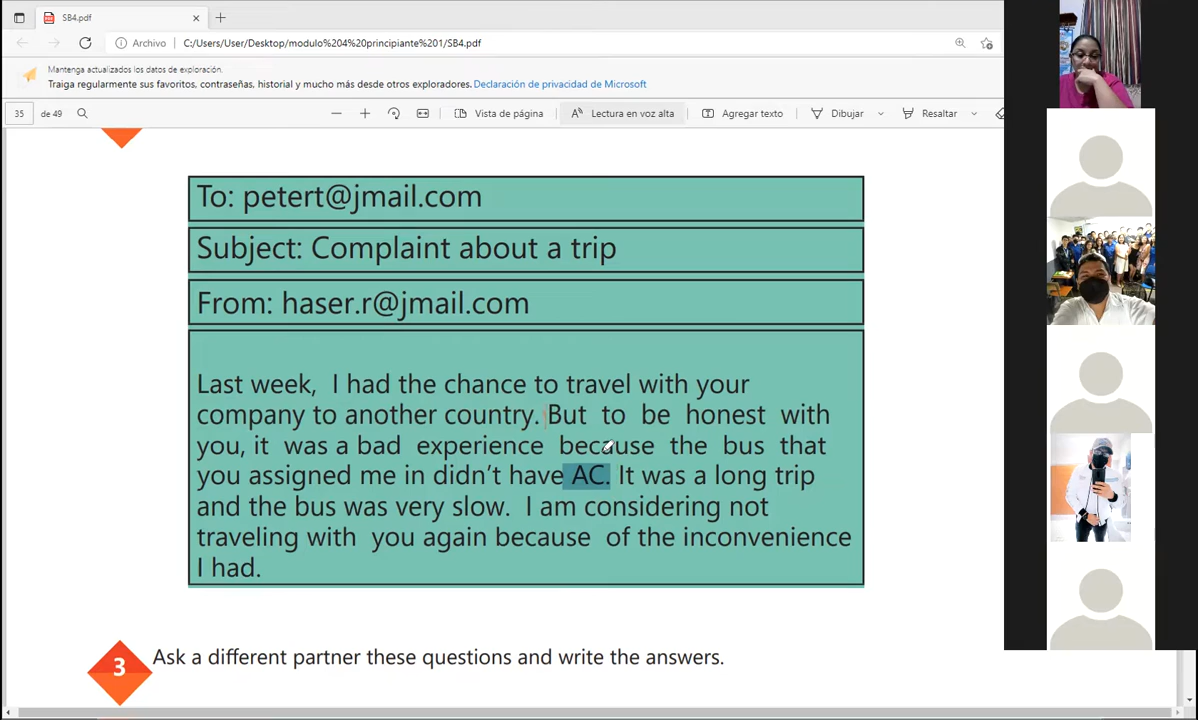 SB4.pdf
Archivo
C:/Users/User/Desktop/modulo%204%20principiante%201/SB4.pdf
Mantenga actualizados los datos de exploración.
Traiga regularmente sus favoritos, contraseñas, historial y mucho más desde otros exploradores. Declaración de privacidad de Microsoft
35 de 49
Vista de página
Lectura en voz alta
Agregar texto
Dibujar
Resaltar
To: petert@jmail.com
Subject: Complaint about a trip
From: haser.r@jmail.com
Last week, I had the chance to travel with your
company to another country. But to be honest with
you, it was a bad experience because the bus that
you assigned me in didn't have AC. It was a long trip
and the bus was very slow. I am considering not
traveling with you again because of the inconvenience
I had.
3 Ask a different partner these questions and write the answers.